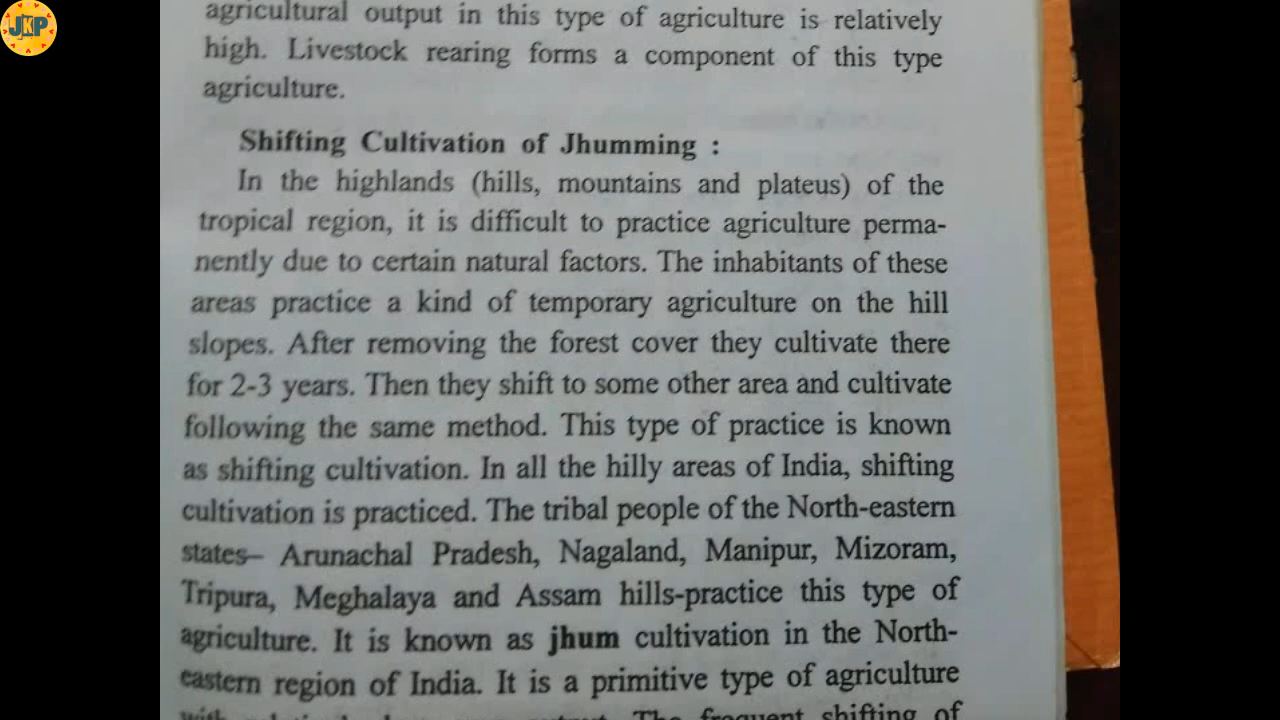 JKP
agricultural output in this type of agriculture is relatively
high. Livestock rearing forms a component of this type
agriculture.
Shifting Cultivation of Jhumming :
In the highlands (hills, mountains and plateus) of the
tropical region, it is difficult to practice agriculture perma-
nently due to certain natural factors. The inhabitants of these
areas practice a kind of temporary agriculture on the hill
slopes. After removing the forest cover they cultivate there
for 2-3 years. Then they shift to some other area and cultivate
following the same method. This type of practice is known
as shifting cultivation. In all the hilly areas of India, shifting
cultivation is practiced. The tribal people of the North-eastern
states– Arunachal Pradesh, Nagaland, Manipur, Mizoram,
Tripura, Meghalaya and Assam hills-practice this type of
agriculture. It is known as jhum cultivation in the North-
eastern region of India. It is a primitive type of agriculture
The frequent shifting of